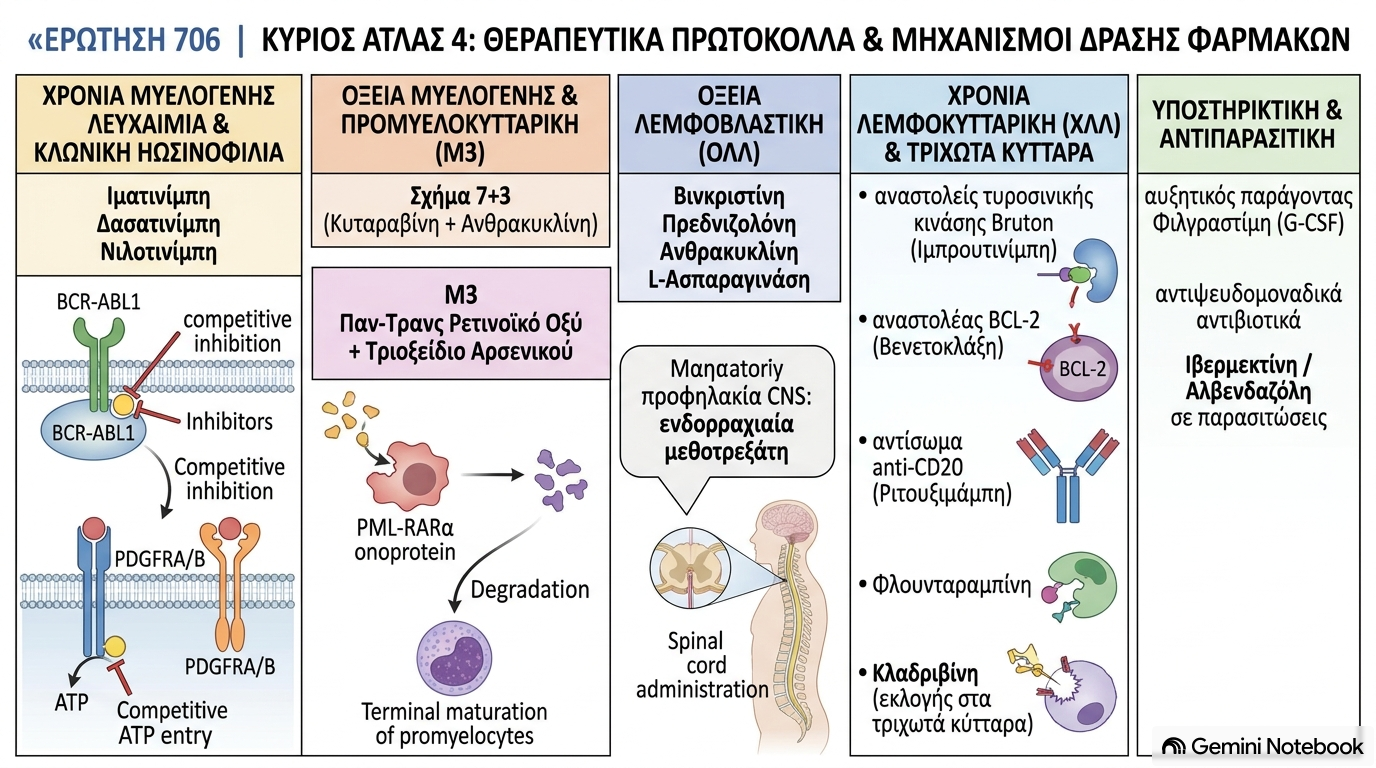 «ΕΡΩΤΗΣΗ 706 | ΚΥΡΙΟΣ ΑΤΛΑΣ 4: ΘΕΡΑΠΕΥΤΙΚΑ ΠΡΩΤΟΚΟΛΛΑ & ΜΗΧΑΝΙΣΜΟΙ ΔΡΑΣΗΣ ΦΑΡΜΑΚΩΝ
ΧΡΟΝΙΑ ΜΥΕΛΟΓΕΝΗΣ
ΛΕΥΧΑΙΜΙΑ &
ΚΛΩΝΙΚΗ ΗΩΣΙΝΟΦΙΛΙΑ
Ιματινίμπη
Δασατινίμπη
Νιλοτινίμπη
BCR-ABL1
competitive
inhibition
BCR-ABL1
Inhibitors
Competitive
inhibition
PDGFRA/B
PDGFRA/B
ATP
Competitive
ATP entry
ΟΞΕΙΑ ΜΥΕΛΟΓΕΝΗΣ &
ΠΡΟΜΥΕΛΟΚΥΤΤΑΡΙΚΗ
(M3)
Σχήμα 7+3
(Κυταραβίνη + Ανθρακυκλίνη)
M3
Παν-Τρανς Ρετινοϊκό Οξύ
+ Τριοξείδιο Αρσενικού
PML-RARα
onoprotein
Degradation
Terminal maturation
of promyelocytes
ΟΞΕΙΑ
ΛΕΜΦΟΒΛΑΣΤΙΚΗ
(ΟΛΛ)
Βινκριστίνη
Πρεδνιζολόνη
Ανθρακυκλίνη
L-Ασπαραγινάση
Μαηαatoriy
προφηλακία CNS:
ενδορραχιαία
μεθοτρεξάτη
Spinal
cord
administration
ΧΡΟΝΙΑ
ΛΕΜΦΟΚΥΤΤΑΡΙΚΗ (ΧΛΛ)
& ΤΡΙΧΩΤΑ ΚΥΤΤΑΡΑ
• αναστολείς τυροσινικής
κινάσης Bruton
(Ιμπρουτινίμπη)
• αναστολέας BCL-2
(Βενετοκλάξη)
BCL-2
• αντίσωμα
anti-CD20
(Ριτουξιμάμπη)
• Φλουνταραμπίνη
• Κλαδριβίνη
(εκλογής στα
τριχωτά κύτταρα)
ΥΠΟΣΤΗΡΙΚΤΙΚΗ &
ΑΝΤΙΠΑΡΑΣΙΤΙΚΗ
αυξητικός παράγοντας
Φιλγραστίμη (G-CSF)
αντιψευδομοναδικά
αντιβιοτικά
Ιβερμεκτίνη /
Αλβενδαζόλη
σε παρασιτώσεις
Gemini Notebook